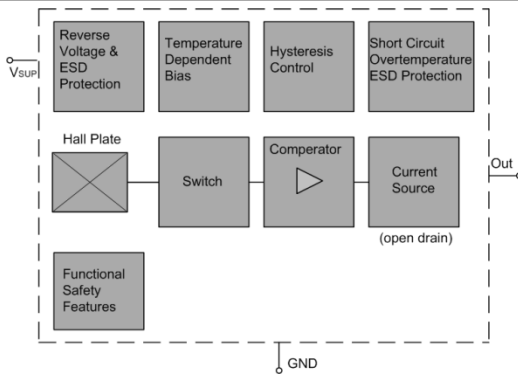 Reverse
Voltage &
ESD
Protection
Temperature
Dependent
Bias
Hysteresis
Control
Short Circuit
Overtemperature
ESD Protection
VSUP
Hall Plate
Switch
Comperator
Current
Source
Out
(open drain)
Functional
Safety
Features
GND